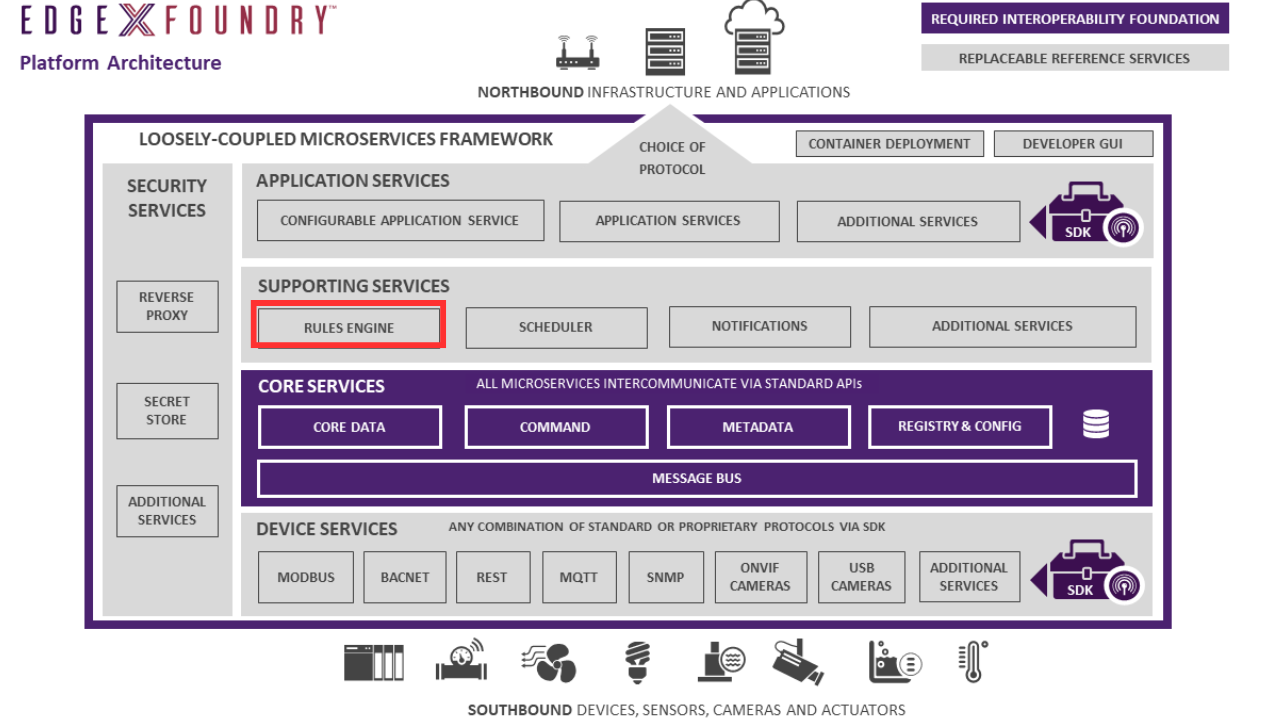 EDGEXFOUNDRY™
Platform Architecture
REQUIRED INTEROPERABILITY FOUNDATION
REPLACEABLE REFERENCE SERVICES
NORTHBOUND INFRASTRUCTURE AND APPLICATIONS
LOOSELY-COUPLED MICROSERVICES FRAMEWORK
CHOICE OF
PROTOCOL
CONTAINER DEPLOYMENT
DEVELOPER GUI
SECURITY
SERVICES
REVERSE
PROXY
SECRET
STORE
ADDITIONAL
SERVICES
APPLICATION SERVICES
CONFIGURABLE APPLICATION SERVICE
APPLICATION SERVICES
ADDITIONAL SERVICES
SDK
SUPPORTING SERVICES
RULES ENGINE
SCHEDULER
NOTIFICATIONS
ADDITIONAL SERVICES
CORE SERVICES
ALL MICROSERVICES INTERCOMMUNICATE VIA STANDARD APIs
CORE DATA
COMMAND
METADATA
REGISTRY & CONFIG
MESSAGE BUS
DEVICE SERVICES
ANY COMBINATION OF STANDARD OR PROPRIETARY PROTOCOLS VIA SDK
MODBUS
BACNET
REST
MQTT
SNMP
ONVIF
CAMERAS
USB
CAMERAS
ADDITIONAL
SERVICES
SDK
SOUTHBOUND DEVICES, SENSORS, CAMERAS AND ACTUATORS